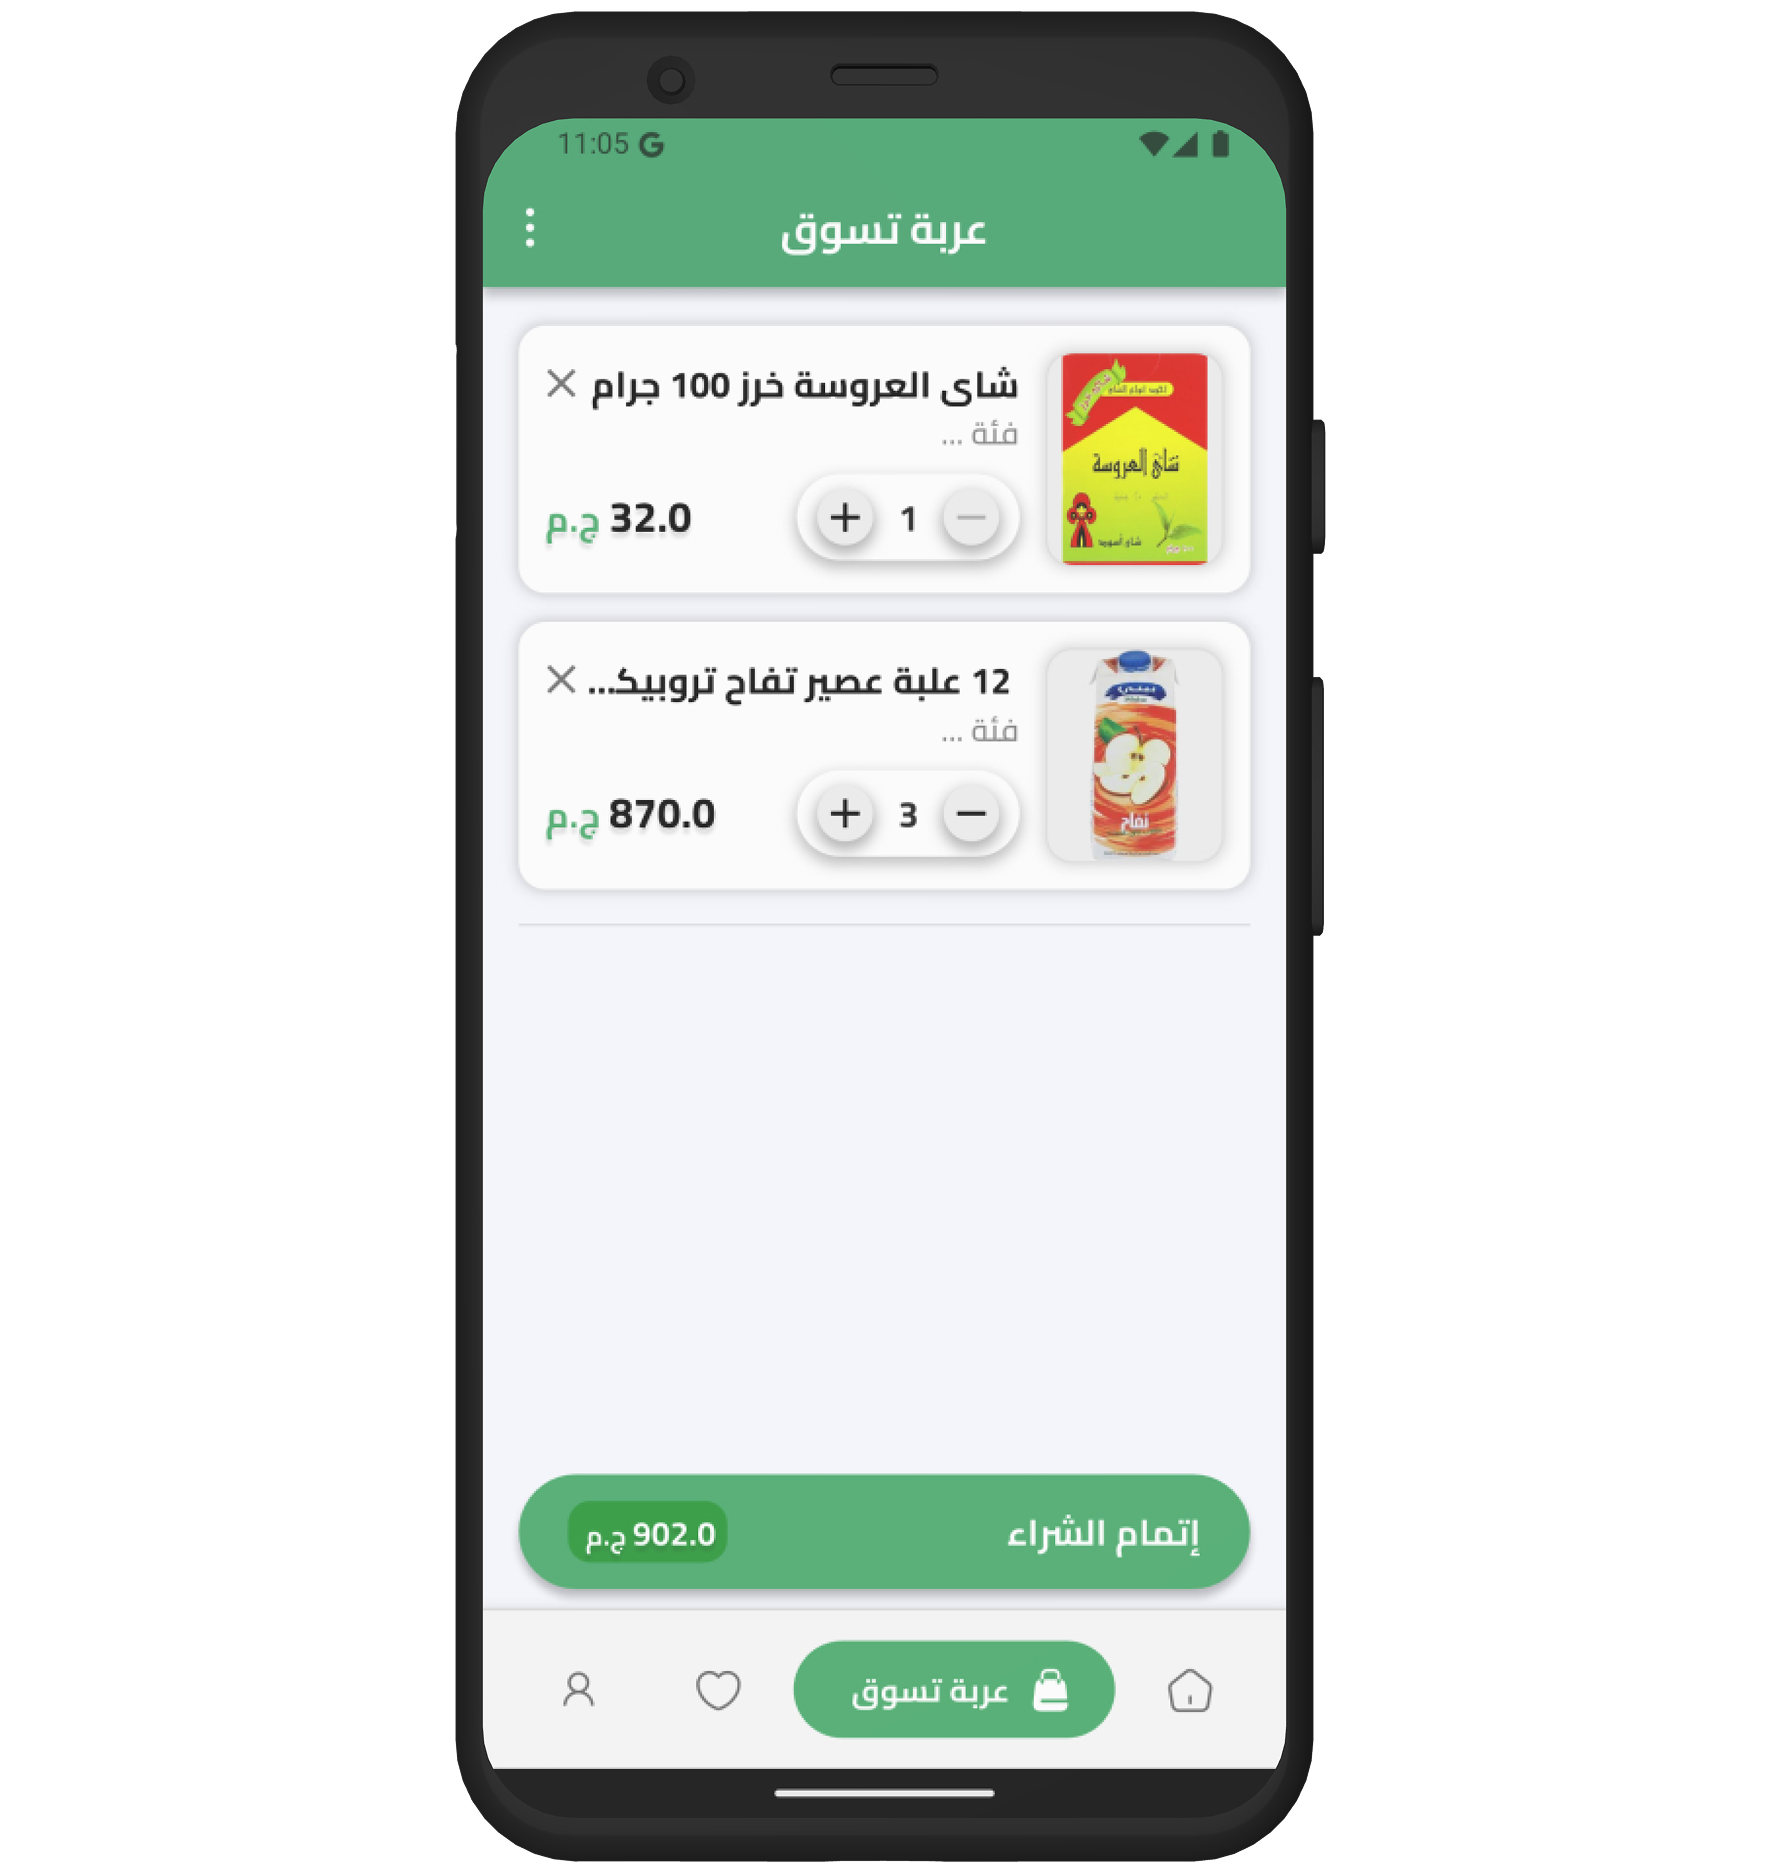 11:05
عربة تسوق
شاى العروسة خرز 100 جرام
فئة ...
1
32.0 ج.م
شاي العروسة
12 علبة عصير تفاح تروبيك...
فئة ...
3
870.0 ج.م
تفاح
إتمام الشراء
902.0 ج.م
عربة تسوق